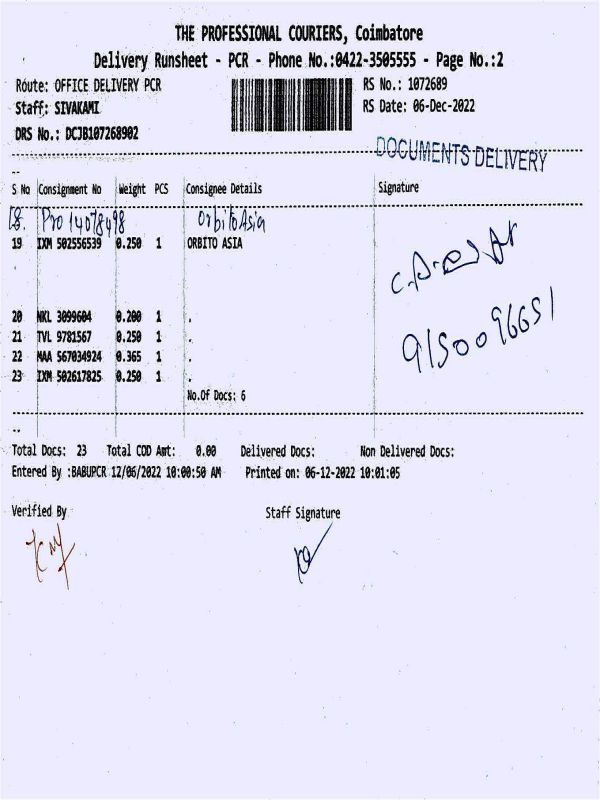 THE PROFESSIONAL COURIERS, Coimbatore
Delivery Runsheet - PCR - Phone No.:0422-3505555 - Page No.:2
Route: OFFICE DELIVERY PCR
RS No.: 1072689
Staff: SIVAKAMI
RS Date: 06-Dec-2022
DRS No.: DCJB107268902
DOCUMENTS DELIVERY
S No Consignment No Weight PCS Consignee Details Signature
18. Pro 14078498 Orbito Asia
19 IXM 502556539 0.250 1 ORBITO ASIA
20 NKL 3099604 0.200 1 .
9150096651
21 TVL 9781567 0.250 1 .
22 MAA 567034924 0.365 1 .
23 IXM 502617825 0.250 1 .
No.Of Docs: 6
Total Docs: 23 Total COD Amt: 0.00 Delivered Docs: Non Delivered Docs:
Entered By :BABUPCR 12/06/2022 10:00:50 AM Printed on: 06-12-2022 10:01:05
Verified By Staff Signature